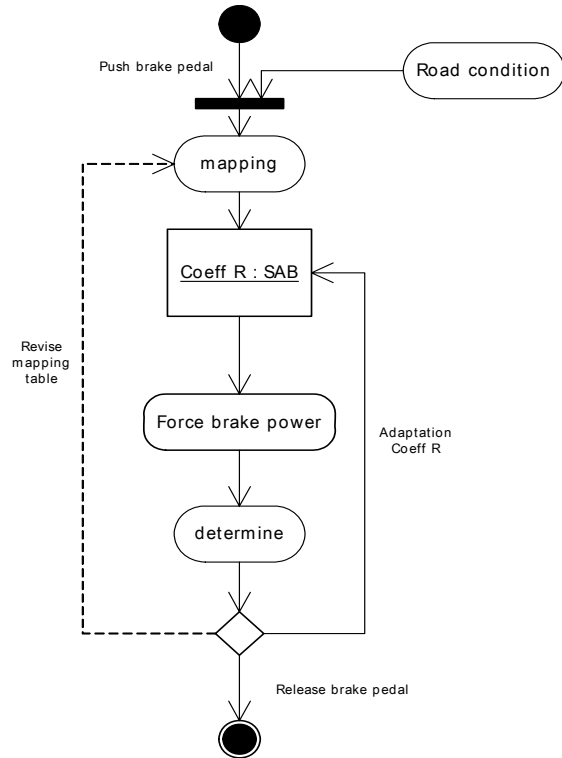 Push brake pedal
Road condition
mapping
Coeff R : SAB
Revise
mapping
table
Force brake power
Adaptation
Coeff R
determine
Release brake pedal